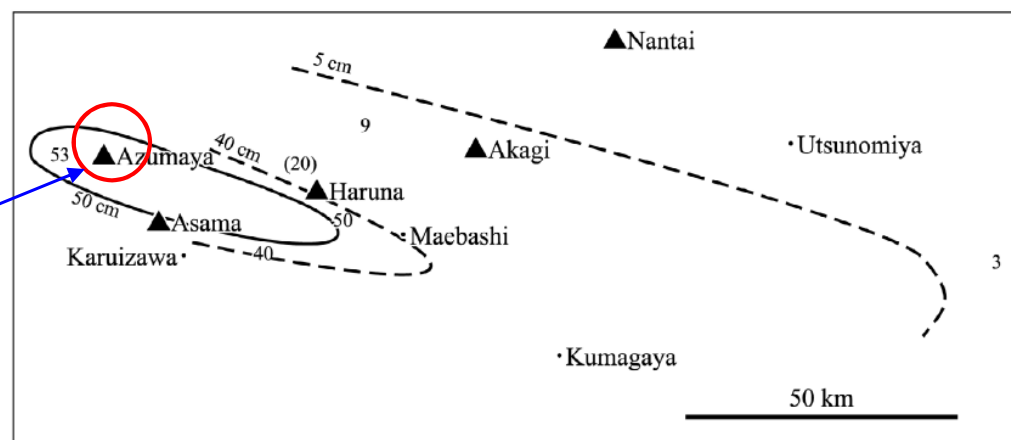 Nantai
5 cm
9
Akagi
Utsunomiya
40 cm
(20)
53
Azumaya
Haruna
50 cm
50
Asama
Maebashi
Karuizawa
40
3
Kumagaya
50 km